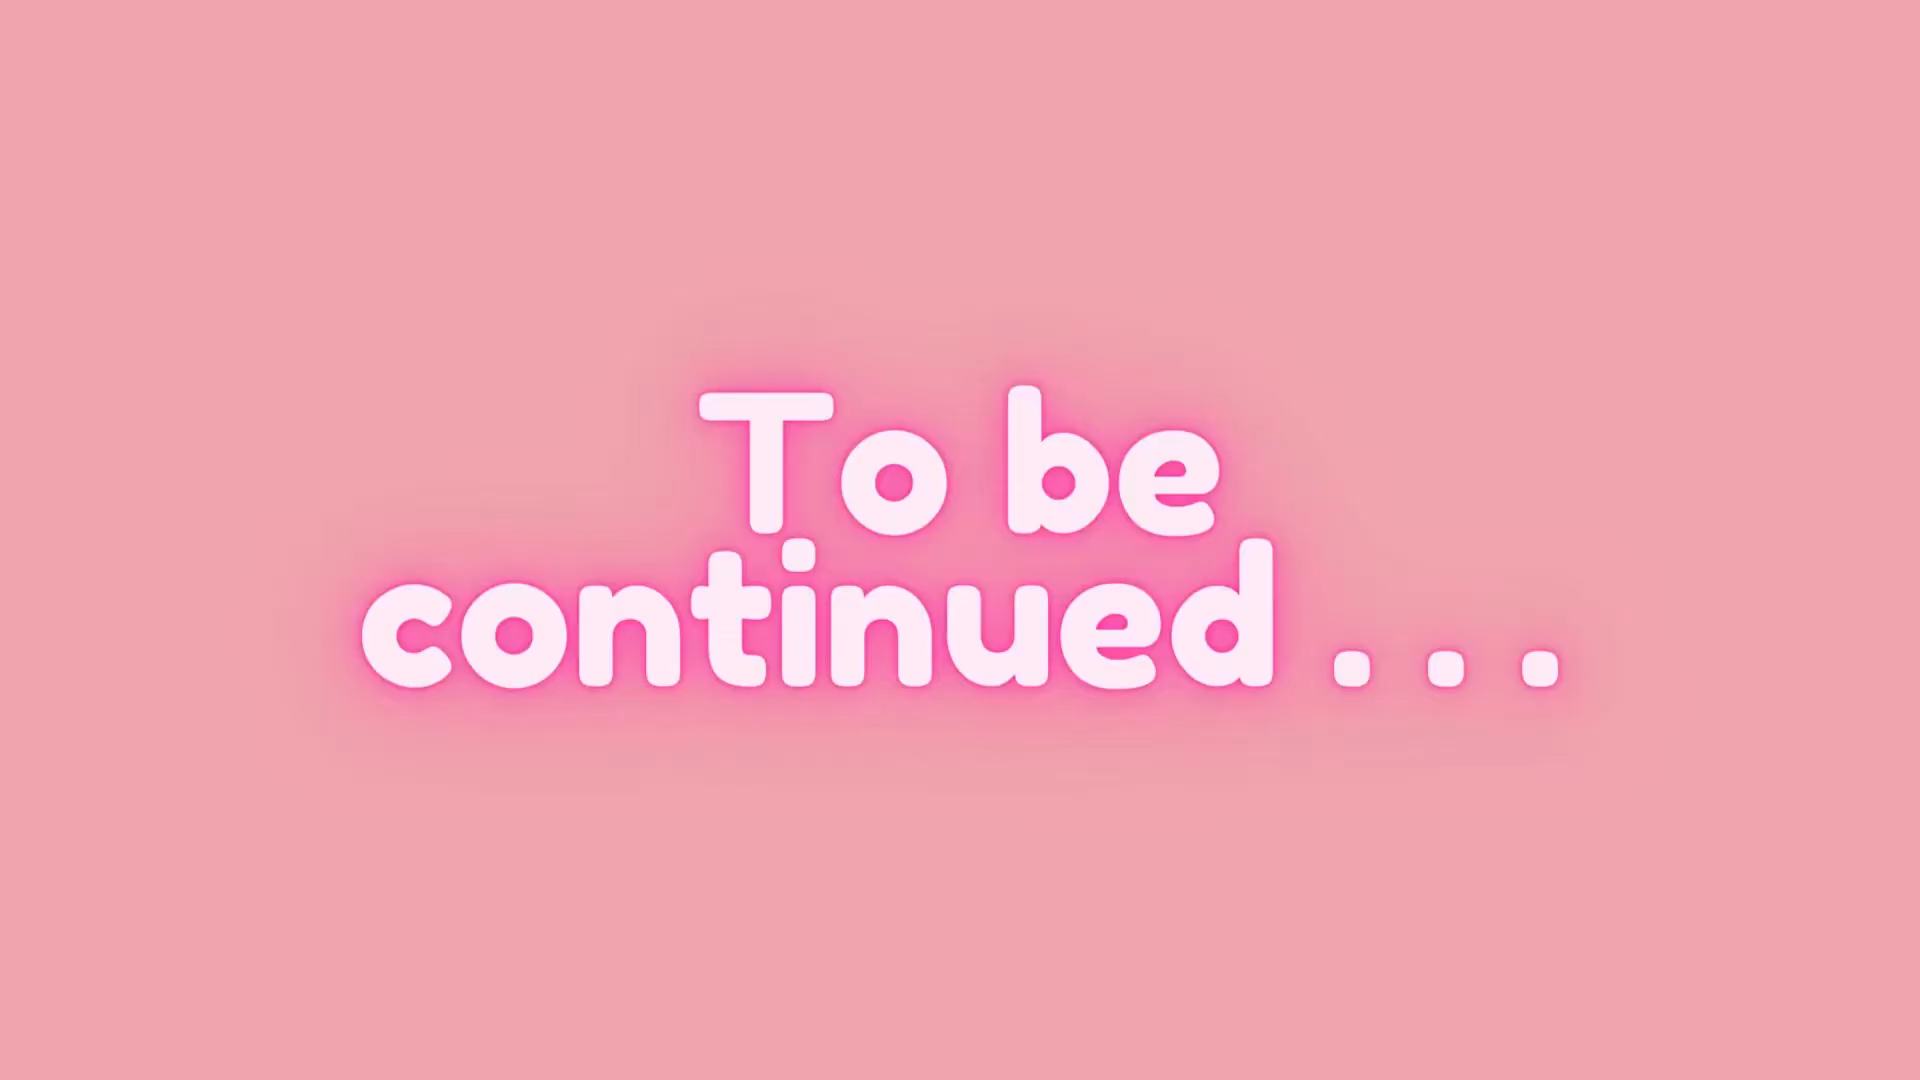 To be
continued . . .